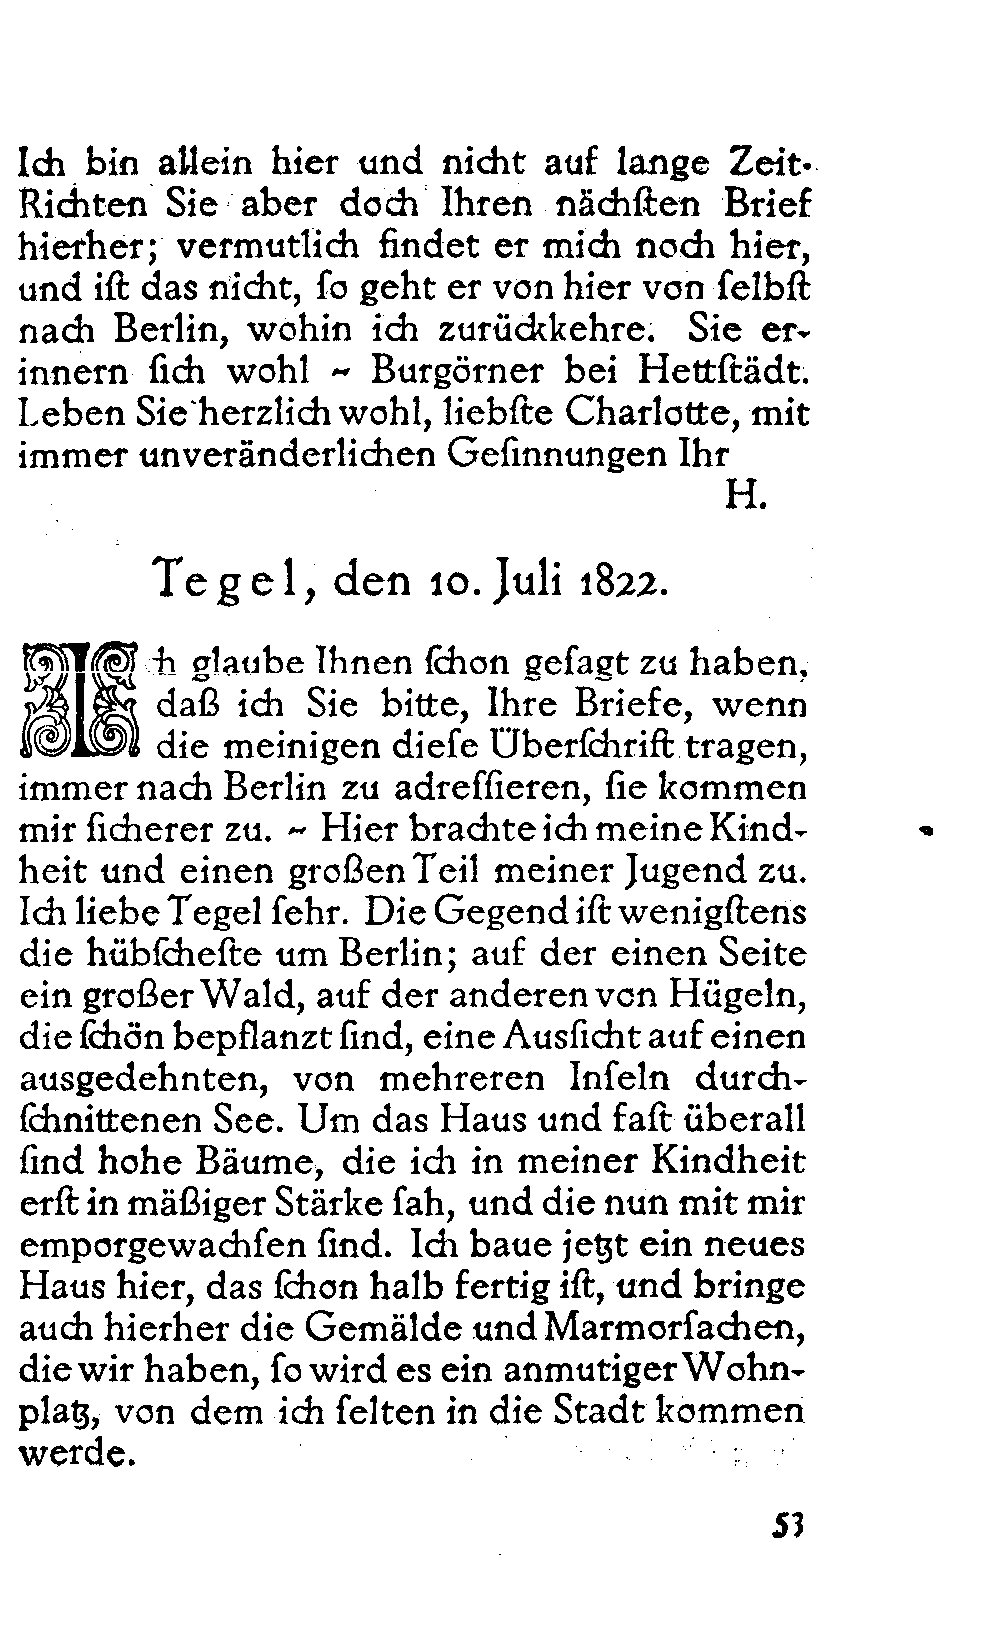 Ich bin allein hier und nicht auf lange Zeit.
Richten Sie aber doch Ihren nächſten Brief
hierher; vermutlich findet er mich noch hier,
und iſt das nicht, ſo geht er von hier von ſelbſt
nach Berlin, wohin ich zurückkehre. Sie er-
innern ſich wohl ~ Burgörner bei Hettſtädt.
Leben Sie herzlich wohl, liebſte Charlotte, mit
immer unveränderlichen Geſinnungen Ihr
H.
Tegel, den 10. Juli 1822.
Ich glaube Ihnen ſchon geſagt zu haben,
daß ich Sie bitte, Ihre Briefe, wenn
die meinigen dieſe Überſchrift tragen,
immer nach Berlin zu adreſſieren, ſie kommen
mir ſicherer zu. ~ Hier brachte ich meine Kind-
heit und einen großen Teil meiner Jugend zu.
Ich liebe Tegel ſehr. Die Gegend iſt wenigſtens
die hübſcheſte um Berlin; auf der einen Seite
ein großer Wald, auf der anderen von Hügeln,
die ſchön bepflanzt ſind, eine Ausſicht auf einen
ausgedehnten, von mehreren Inſeln durch-
ſchnittenen See. Um das Haus und faſt überall
ſind hohe Bäume, die ich in meiner Kindheit
erſt in mäßiger Stärke ſah, und die nun mit mir
emporgewachſen ſind. Ich baue jetzt ein neues
Haus hier, das ſchon halb fertig iſt, und bringe
auch hierher die Gemälde und Marmorſachen,
die wir haben, ſo wird es ein anmutiger Wohn-
platz, von dem ich ſelten in die Stadt kommen
werde.
53